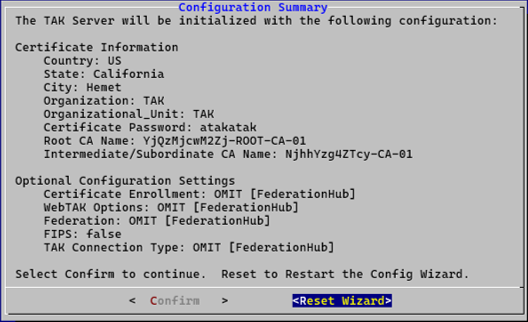 Configuration Summary
The TAK Server will be initialized with the following configuration:
Certificate Information
Country: US
State: California
City: Hemet
Organization: TAK
Organizational_Unit: TAK
Certificate Password: atakatak
Root CA Name: YjQzMjcwM2Zj-ROOT-CA-01
Intermediate/Subordinate CA Name: NjhhYzg4ZTcy-CA-01
Optional Configuration Settings
Certificate Enrollment: OMIT [FederationHub]
WebTAK Options: OMIT [FederationHub]
Federation: OMIT [FederationHub]
FIPS: false
TAK Connection Type: OMIT [FederationHub]
Select Confirm to continue. Reset to Restart the Config Wizard.
< Confirm > <Reset Wizard>